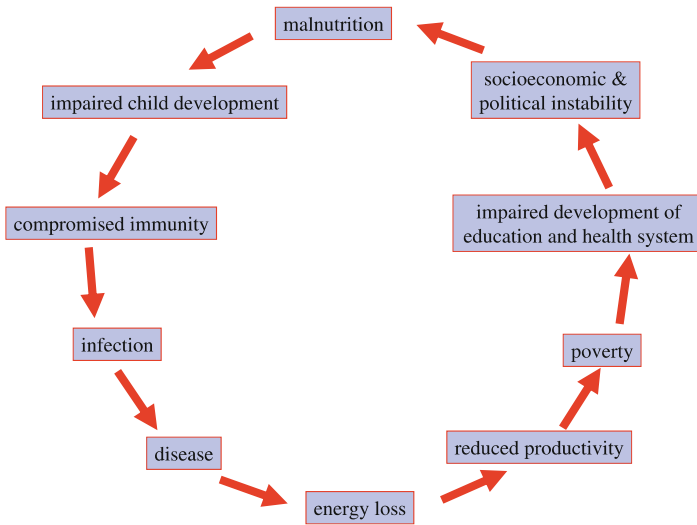 malnutrition
impaired child development
compromised immunity
infection
disease
energy loss
reduced productivity
poverty
impaired development of
education and health system
socioeconomic &
political instability